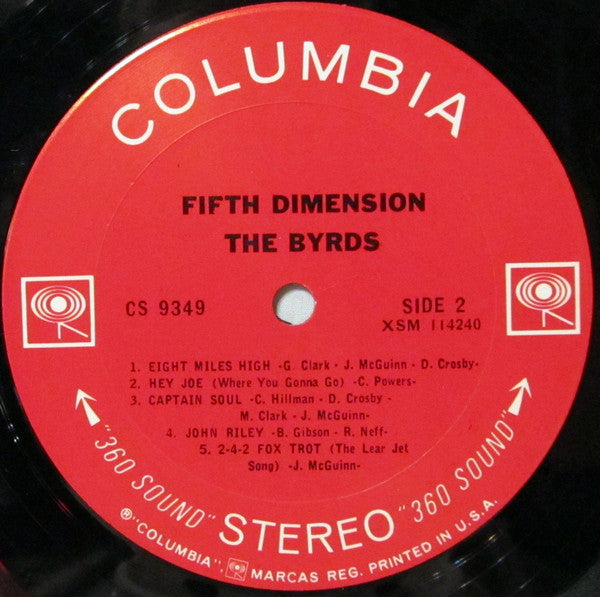 COLUMBIA
FIFTH DIMENSION
THE BYRDS
CS 9349
SIDE 2
XSM 114240
1. EIGHT MILES HIGH -G. Clark - J. McGuinn - D. Crosby-
2. HEY JOE (Where You Gonna Go) -C. Powers-
3. CAPTAIN SOUL -C. Hillman - D. Crosby -
M. Clark - J. McGuinn-
4. JOHN RILEY -B. Gibson - R. Neff-
5. 2-4-2 FOX TROT (The Lear Jet
Song) -J. McGuinn-
"360 SOUND" STEREO "360 SOUND"
®"COLUMBIA", MARCAS REG. PRINTED IN U.S.A.